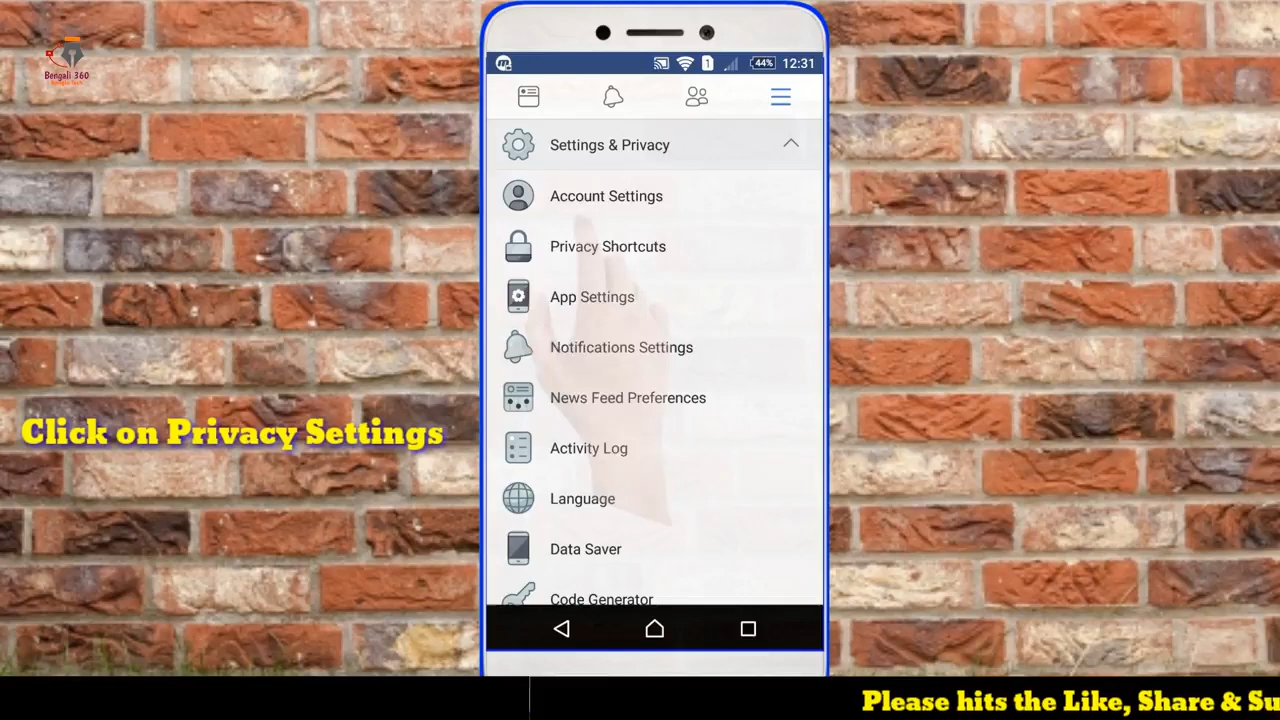 Bengali 360
12:31
44%
1
Settings & Privacy
Account Settings
Privacy Shortcuts
App Settings
Notifications Settings
News Feed Preferences
Activity Log
Language
Data Saver
Code Generator
Click on Privacy Settings
Please hits the Like, Share & Su